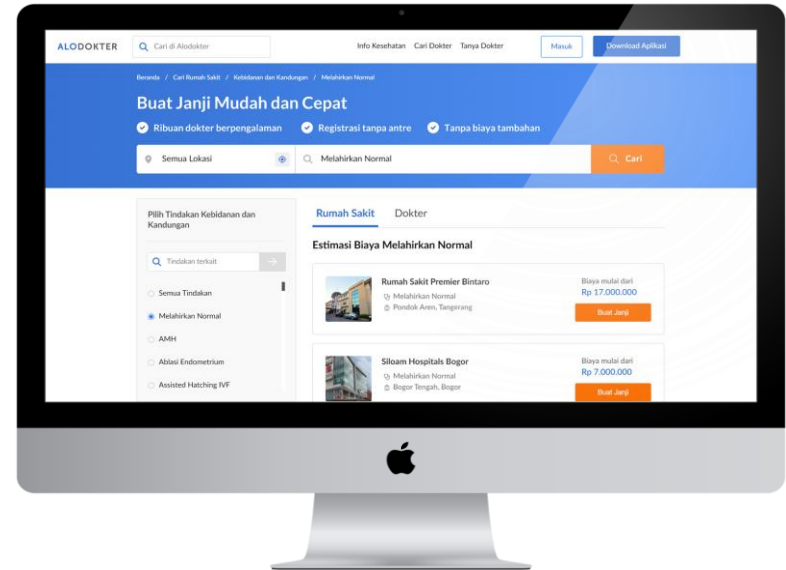 ALODOKTER
Cari di Alodokter
Info Kesehatan Cari Dokter Tanya Dokter
Masuk
Download Aplikasi
Beranda / Cari Rumah Sakit / Kebidanan dan Kandungan / Melahirkan Normal
Buat Janji Mudah dan Cepat
Ribuan dokter berpengalaman Registrasi tanpa antre Tanpa biaya tambahan
Semua Lokasi
Melahirkan Normal
Cari
Pilih Tindakan Kebidanan dan
Kandungan
Tindakan terkait
Semua Tindakan
Melahirkan Normal
AMH
Ablasi Endometrium
Assisted Hatching IVF
Rumah Sakit Dokter
Estimasi Biaya Melahirkan Normal
Rumah Sakit Premier Bintaro
Melahirkan Normal
Pondok Aren, Tangerang
Biaya mulai dari
Rp 17.000.000
Buat Janji
Siloam Hospitals Bogor
Melahirkan Normal
Bogor Tengah, Bogor
Biaya mulai dari
Rp 7.000.000
Buat Janji